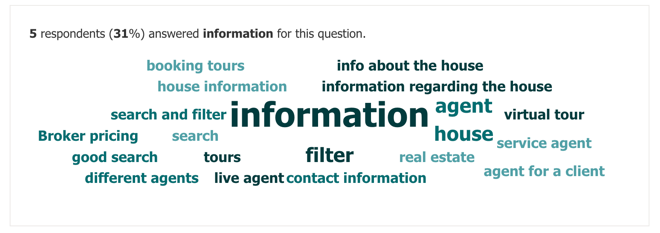 5 respondents (31%) answered information for this question.
booking tours info about the house
house information information regarding the house
search and filter information agent virtual tour
Broker pricing search house service agent
good search tours filter real estate agent for a client
different agents live agent contact information